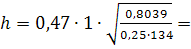 h = 0,47 · 1 · √(0,8039 / 0,25·134) =